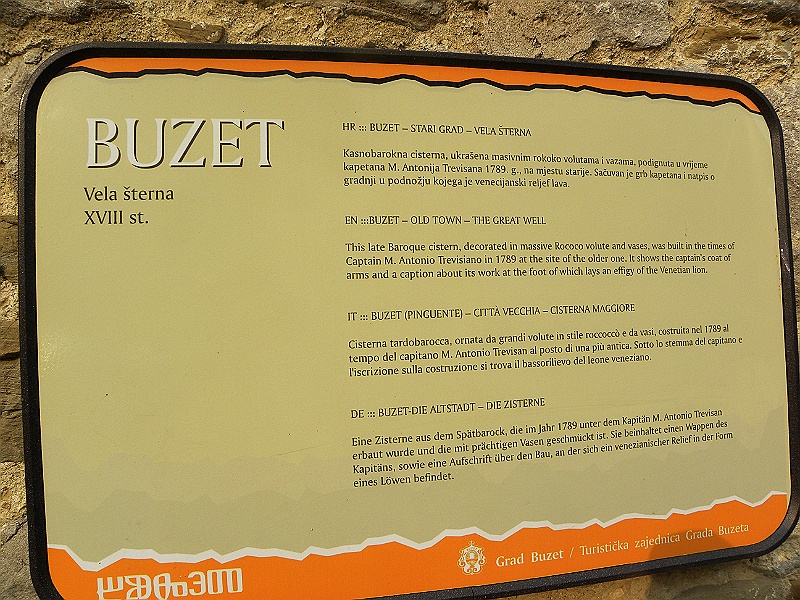 BUZET
Vela šterna
XVIII st.
HR ::: BUZET – STARI GRAD – VELA ŠTERNA
Kasnobarokna cisterna, ukrašena masivnim rokoko volutama i vazama, podignuta u vrijeme
kapetana M. Antonija Trevisana 1789. g., na mjestu starije. Sačuvan je grb kapetana i natpis o
gradnji u podnožju kojega je venecijanski reljef lava.
EN :::BUZET – OLD TOWN – THE GREAT WELL
This late Baroque cistern, decorated in massive Rococo volute and vases, was built in the times of
Captain M. Antonio Trevisiano in 1789 at the site of the older one. It shows the captain's coat of
arms and a caption about its work at the foot of which lays an effigy of the Venetian lion.
IT ::: BUZET (PINGUENTE) – CITTÀ VECCHIA – CISTERNA MAGGIORE
Cisterna tardobarocca, ornata da grandi volute in stile roccoccò e da vasi, costruita nel 1789 al
tempo del capitano M. Antonio Trevisan al posto di una più antica. Sotto lo stemma del capitano e
l'iscrizione sulla costruzione si trova il bassorilievo del leone veneziano.
DE ::: BUZET-DIE ALTSTADT – DIE ZISTERNE
Eine Zisterne aus dem Spätbarock, die im Jahr 1789 unter dem Kapitän M. Antonio Trevisan
erbaut wurde und die mit prächtigen Vasen geschmückt ist. Sie beinhaltet einen Wappen des
Kapitäns, sowie eine Aufschrift über den Bau, an der sich ein venezianischer Relief in der Form
eines Löwen befindet.
Grad Buzet / Turistička zajednica Grada Buzeta